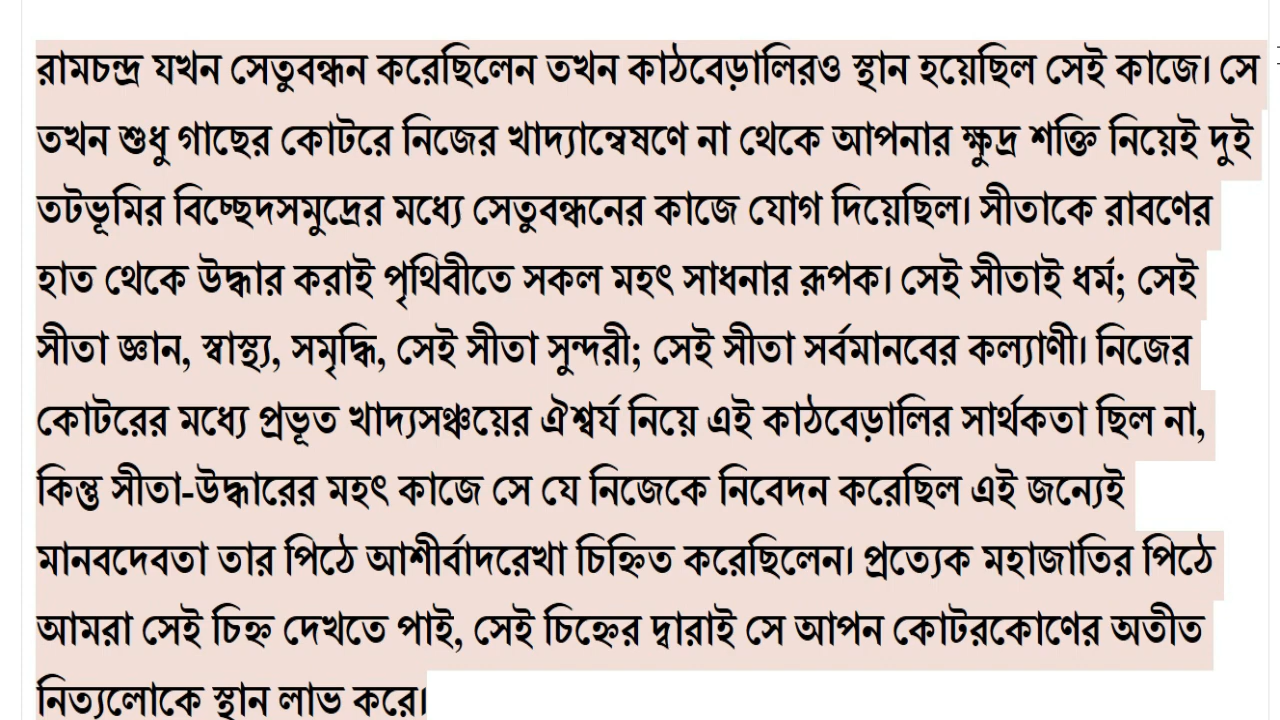 রামচন্দ্র যখন সেতুবন্ধন করেছিলেন তখন কাঠবেড়ালিরও স্থান হয়েছিল সেই কাজে। সে
তখন শুধু গাছের কোটরে নিজের খাদ্যান্বেষণে না থেকে আপনার ক্ষুদ্র শক্তি নিয়েই দুই
তটভূমির বিচ্ছেদসমুদ্রের মধ্যে সেতুবন্ধনের কাজে যোগ দিয়েছিল। সীতাকে রাবণের
হাত থেকে উদ্ধার করাই পৃথিবীতে সকল মহৎ সাধনার রূপক। সেই সীতাই ধর্ম; সেই
সীতা জ্ঞান, স্বাস্থ্য, সমৃদ্ধি, সেই সীতা সুন্দরী; সেই সীতা সর্বমানবের কল্যাণী। নিজের
কোটরের মধ্যে প্রভূত খাদ্যসঞ্চয়ের ঐশ্বর্য নিয়ে এই কাঠবেড়ালির সার্থকতা ছিল না,
কিন্তু সীতা-উদ্ধারের মহৎ কাজে সে যে নিজেকে নিবেদন করেছিল এই জন্যেই
মানবদেবতা তার পিঠে আশীর্বাদরেখা চিহ্নিত করেছিলেন। প্রত্যেক মহাজাতির পিঠে
আমরা সেই চিহ্ন দেখতে পাই, সেই চিহ্নের দ্বারাই সে আপন কোটরকোণের অতীত
নিত্যলোকে স্থান লাভ করে।